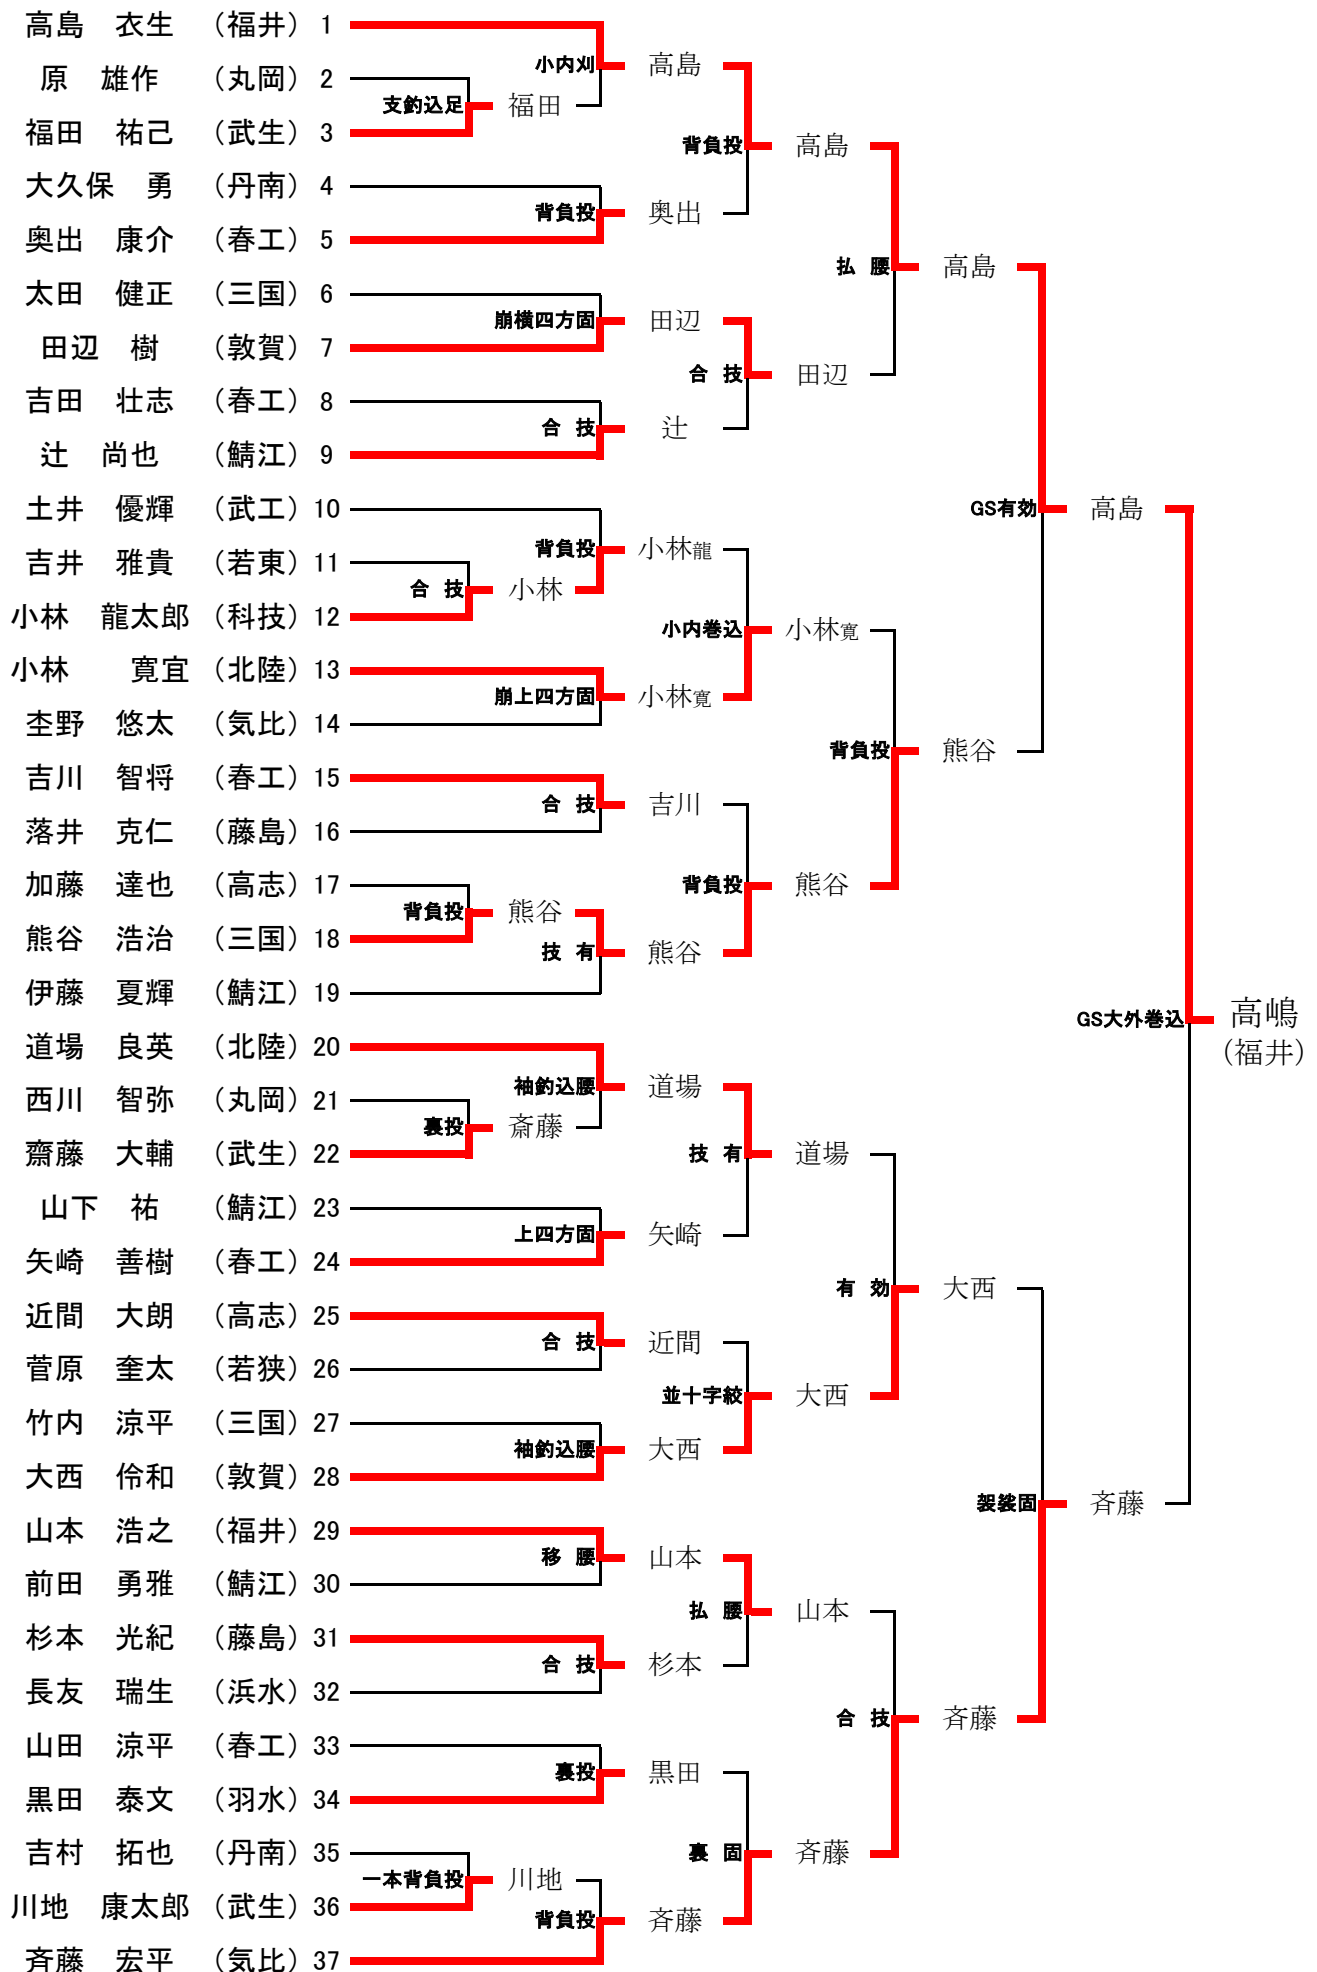 高島　衣生　（福井）　1
小内刈　高島
原　雄作　（丸岡）　2
支釣込足　福田
福田　祐己　（武生）　3
背負投　高島
大久保　勇　（丹南）　4
背負投　奥出
奥出　康介　（春工）　5
払　腰　高島
太田　健正　（三国）　6
崩横四方固　田辺
田辺　樹　（敦賀）　7
合　技　田辺
吉田　壮志　（春工）　8
合　技　辻
辻　尚也　（鯖江）　9
土井　優輝　（武工）　10
GS有効　高島
背負投　小林龍
吉井　雅貴　（若東）　11
合　技　小林
小林　龍太郎　（科技）　12
小内巻込　小林寛
小林　寛宜　（北陸）　13
崩上四方固　小林寛
杢野　悠太　（気比）　14
背負投　熊谷
吉川　智将　（春工）　15
合　技　吉川
落井　克仁　（藤島）　16
加藤　達也　（高志）　17
背負投　熊谷
背負投　熊谷
熊谷　浩治　（三国）　18
技　有　熊谷
伊藤　夏輝　（鯖江）　19
GS大外巻込　高嶋
（福井）
道場　良英　（北陸）　20
袖釣込腰　道場
西川　智弥　（丸岡）　21
裏投　斎藤
齋藤　大輔　（武生）　22
技　有　道場
山下　祐　（鯖江）　23
上四方固　矢崎
矢崎　善樹　（春工）　24
有　効　大西
近間　大朗　（高志）　25
合　技　近間
菅原　奎太　（若狭）　26
並十字絞　大西
竹内　涼平　（三国）　27
袖釣込腰　大西
大西　伶和　（敦賀）　28
袈裟固　斉藤
山本　浩之　（福井）　29
移　腰　山本
前田　勇雅　（鯖江）　30
払　腰　山本
杉本　光紀　（藤島）　31
合　技　杉本
長友　瑞生　（浜水）　32
合　技　斉藤
山田　涼平　（春工）　33
裏投　黒田
黒田　泰文　（羽水）　34
吉村　拓也　（丹南）　35
裏　固　斉藤
一本背負投　川地
川地　康太郎　（武生）　36
背負投　斉藤
斉藤　宏平　（気比）　37